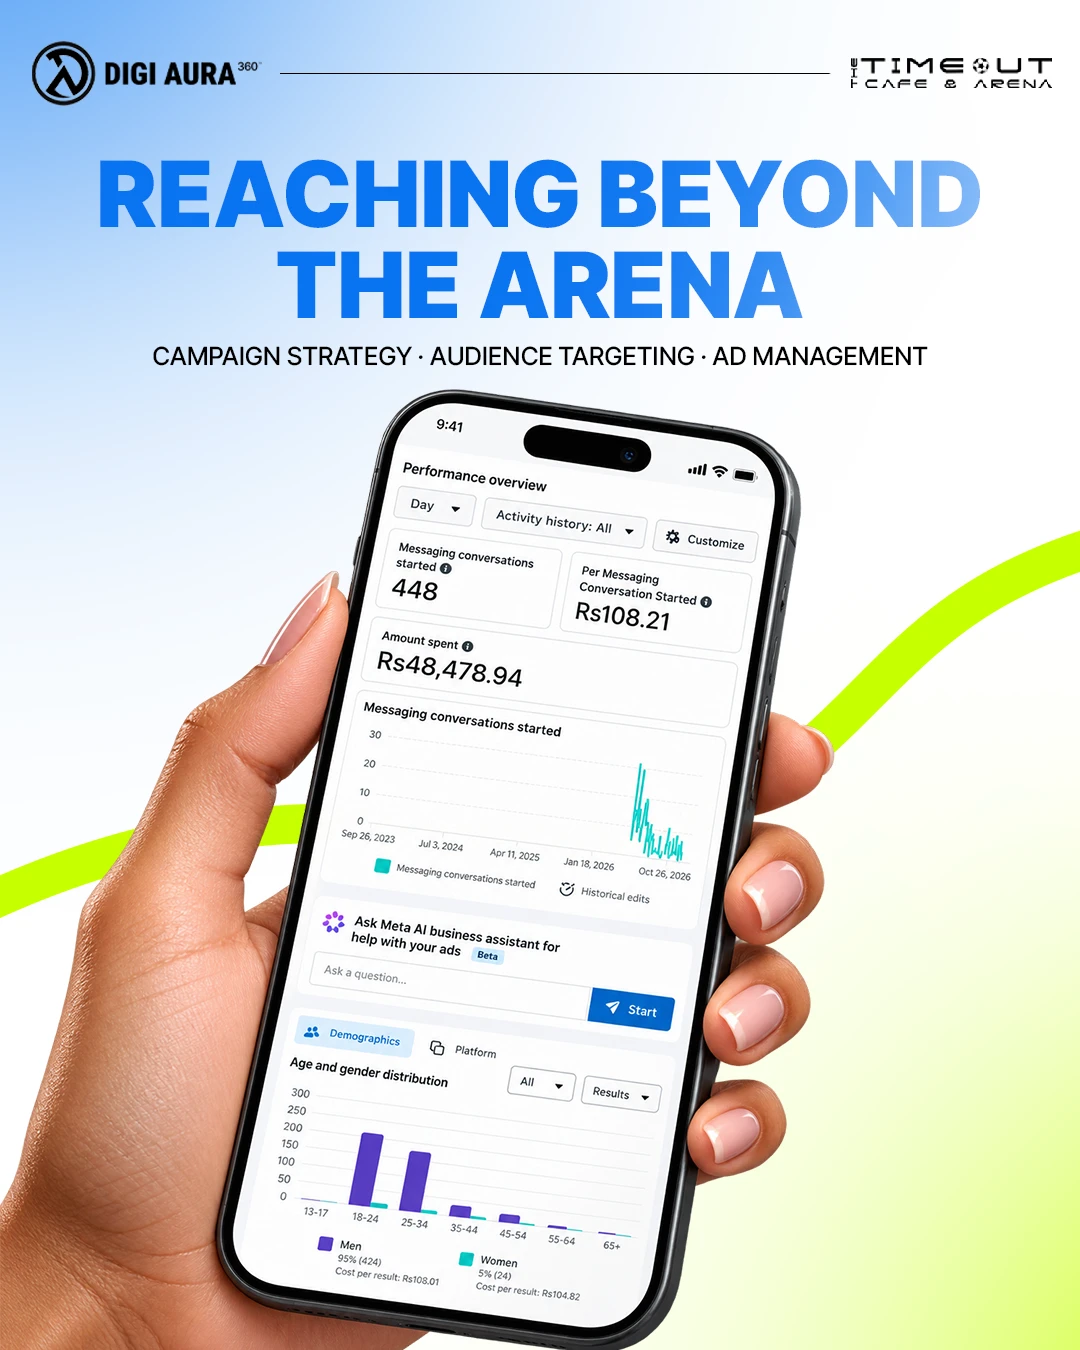 DIGI AURA 360™
THE TIMEOUT
CAFE & ARENA
REACHING BEYOND
THE ARENA
CAMPAIGN STRATEGY · AUDIENCE TARGETING · AD MANAGEMENT
9:41
Performance overview
Day
Activity history: All
Customize
Messaging conversations
started
448
Per Messaging
Conversation Started
Rs108.21
Amount spent
Rs48,478.94
Messaging conversations started
30
20
10
0
Sep 26, 2023
Jul 3, 2024
Apr 11, 2025
Jan 18, 2026
Oct 26, 2026
Messaging conversations started
Historical edits
Ask Meta AI business assistant for
help with your ads Beta
Ask a question...
Start
Demographics
Platform
Age and gender distribution
All
Results
300
250
200
150
100
50
0
13-17
18-24
25-34
35-44
45-54
55-64
65+
Men
95% (424)
Cost per result: Rs108.01
Women
5% (24)
Cost per result: Rs104.82